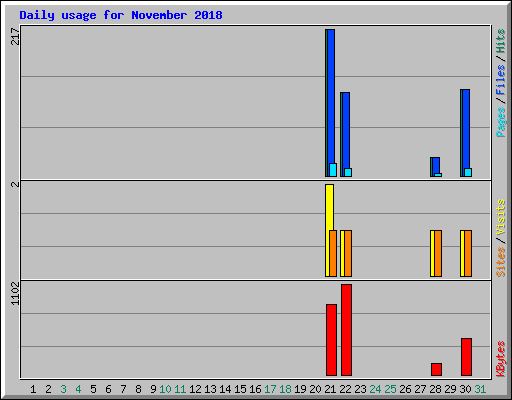 Daily usage for November 2018
217
Pages / Files / Hits
2
Sites / Visits
1102
KBytes
1 2 3 4 5 6 7 8 9 10 11 12 13 14 15 16 17 18 19 20 21 22 23 24 25 26 27 28 29 30 31